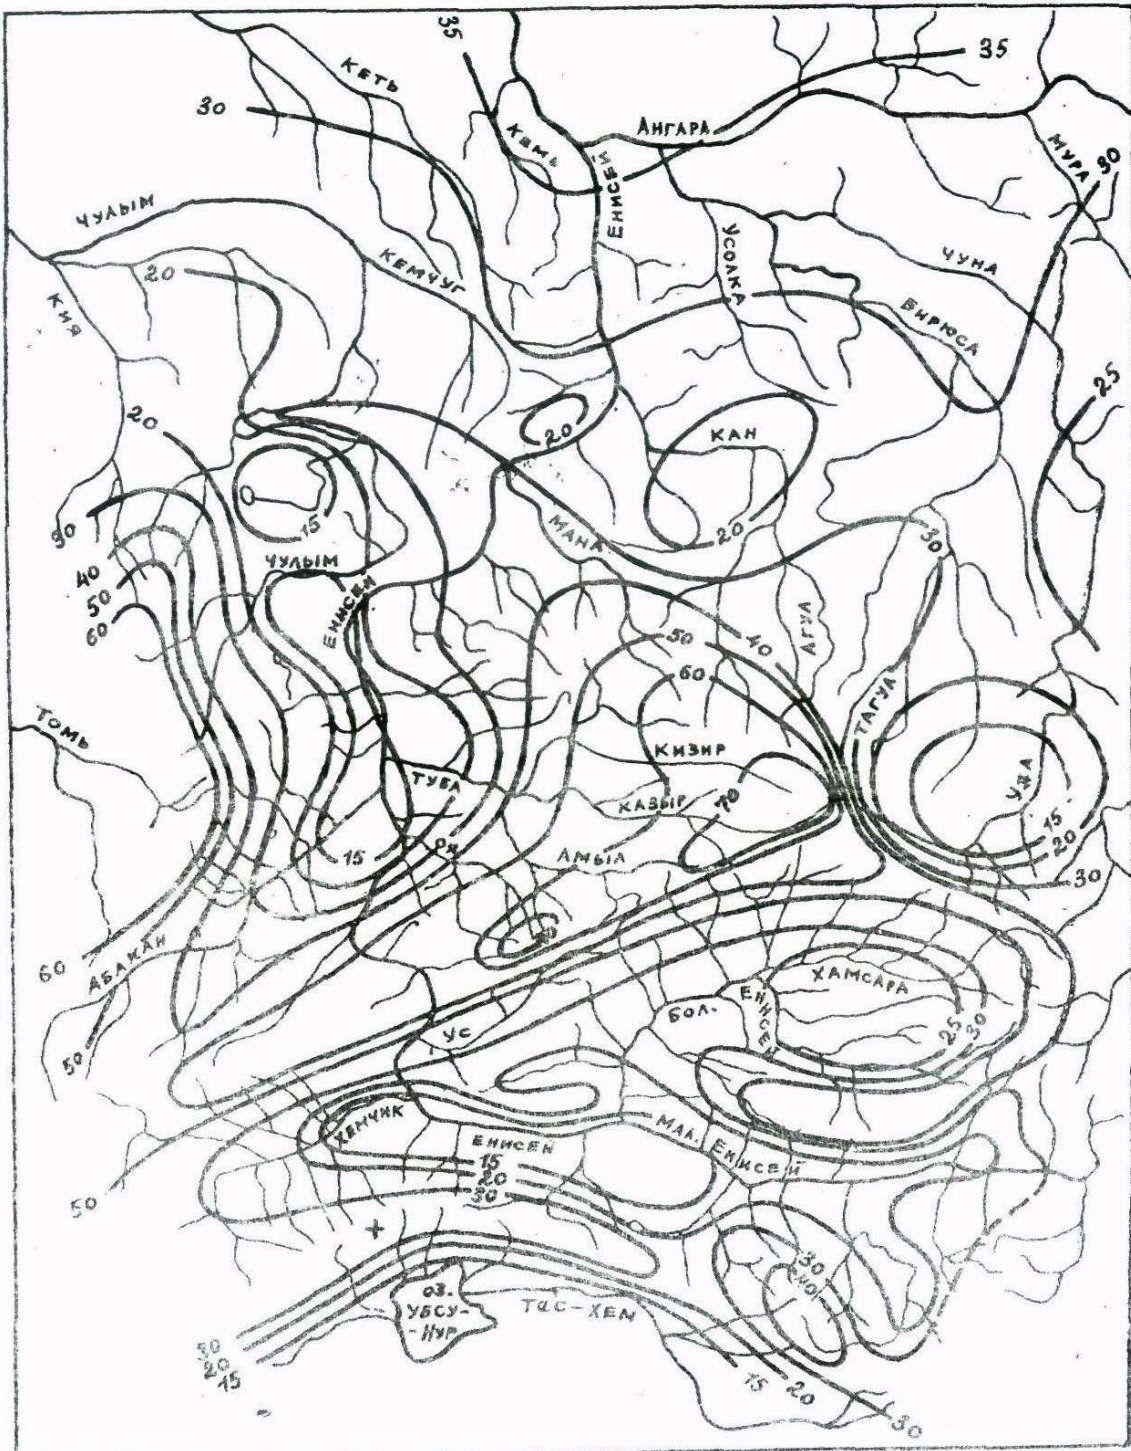 35
35
КЕТЬ
30
АНГАРА
КЕМЬ
МУРА
30
ЕНИСЕЙ
ЧУЛЫМ
УСОЛКА
ЧУНА
КЕМЧУГ
20
КИЯ
БИРЮСА
25
20
20
КАН
15
30
МАНА
20
30
ЧУЛЫМ
40
50
ЕНИСЕЙ
60
АГУЛ
50
40
60
ТАГУЛ
ТОМЬ
КИЗИР
ТУБА
КАЗЫР
70
УДА
15
20
15
АМЫЛ
30
60
АБАКАН
ХАМСАРА
БОЛ.
ЕНИСЕЙ
25
30
УС
50
ХЕМЧИК
ЕНИСЕЙ
МАЛ.
ЕНИСЕЙ
15
20
30
50
30
40
ОЗ.
УБСУ-
-НУР
ТЕС-ХЕМ
30
20
15
15
20
30